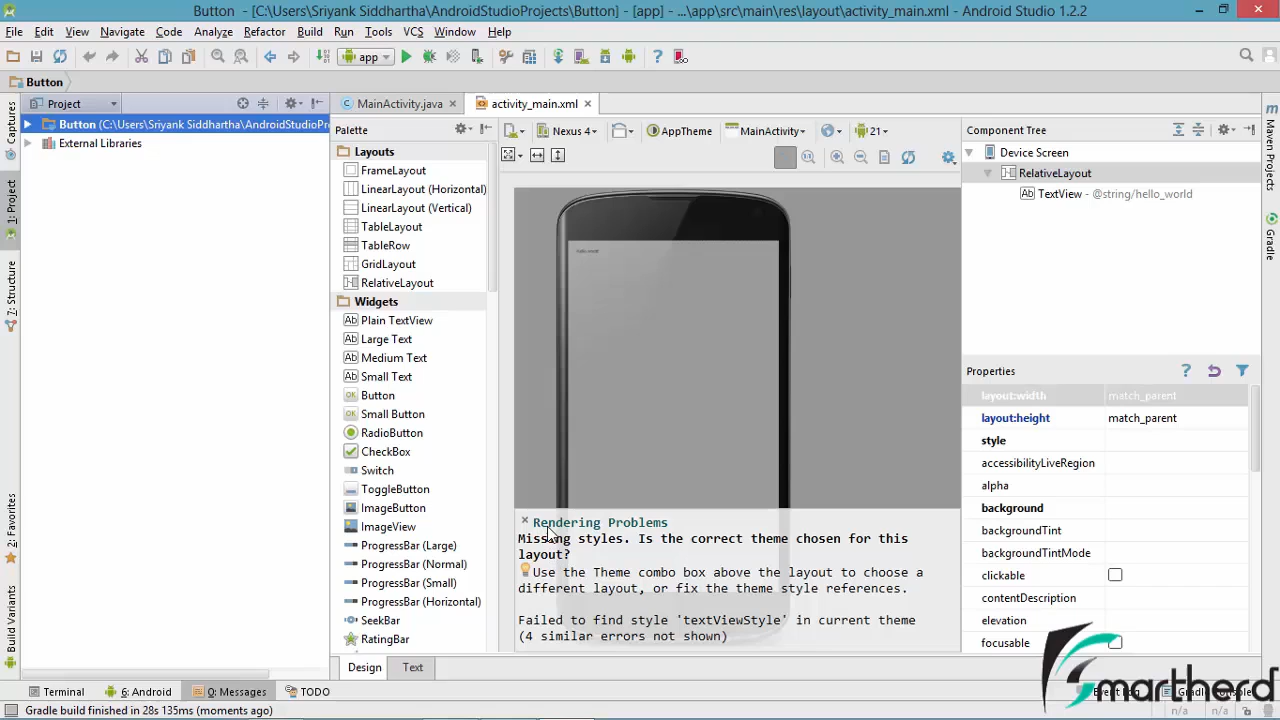 Button - [C:\Users\Sriyank Siddhartha\AndroidStudioProjects\Button] - [app] - ...\app\src\main\res\layout\activity_main.xml - Android Studio 1.2.2
File Edit View Navigate Code Analyze Refactor Build Run Tools VCS Window Help
app
Button
Project
MainActivity.java
activity_main.xml
Captures
1: Project
7: Structure
2: Favorites
Build Variants
Button (C:\Users\Sriyank Siddhartha\AndroidStudioPr
External Libraries
Palette
Layouts
FrameLayout
LinearLayout (Horizontal)
LinearLayout (Vertical)
TableLayout
TableRow
GridLayout
RelativeLayout
Widgets
Plain TextView
Large Text
Medium Text
Small Text
Button
Small Button
RadioButton
CheckBox
Switch
ToggleButton
ImageButton
ImageView
ProgressBar (Large)
ProgressBar (Normal)
ProgressBar (Small)
ProgressBar (Horizontal)
SeekBar
RatingBar
Nexus 4
AppTheme
MainActivity
21
Rendering Problems
Missing styles. Is the correct theme chosen for this
layout?
Use the Theme combo box above the layout to choose a
different layout, or fix the theme style references.
Failed to find style 'textViewStyle' in current theme
(4 similar errors not shown)
Design
Text
Component Tree
Device Screen
RelativeLayout
Ab TextView - @string/hello_world
Properties
layout:width match_parent
layout:height match_parent
style
accessibilityLiveRegion
alpha
background
backgroundTint
backgroundTintMode
clickable
contentDescription
elevation
focusable
Maven Projects
Gradle
Terminal
6: Android
0: Messages
TODO
Event Log
Gradle build finished in 28s 135ms (moments ago)
n/a n/a
Smartherd